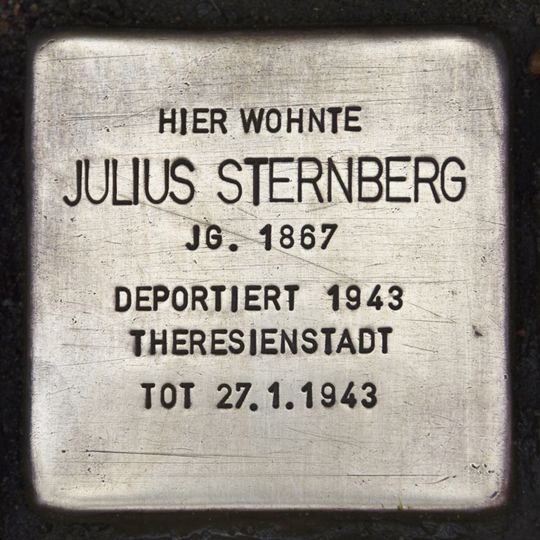 HIER WOHNTE
JULIUS STERNBERG
JG. 1867
DEPORTIERT 1943
THERESIENSTADT
TOT 27.1.1943